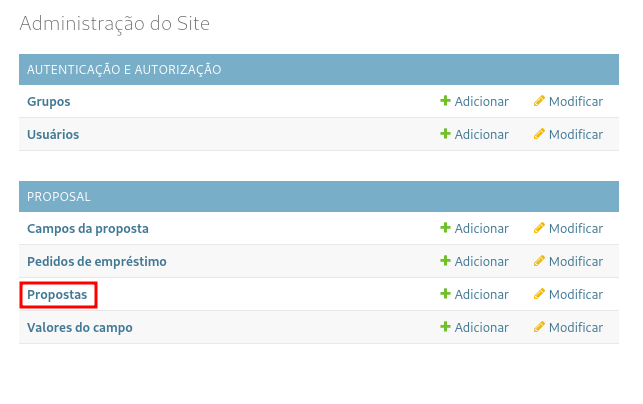 Administração do Site
AUTENTICAÇÃO E AUTORIZAÇÃO
Grupos Adicionar Modificar
Usuários Adicionar Modificar
PROPOSAL
Campos da proposta Adicionar Modificar
Pedidos de empréstimo Adicionar Modificar
Propostas Adicionar Modificar
Valores do campo Adicionar Modificar